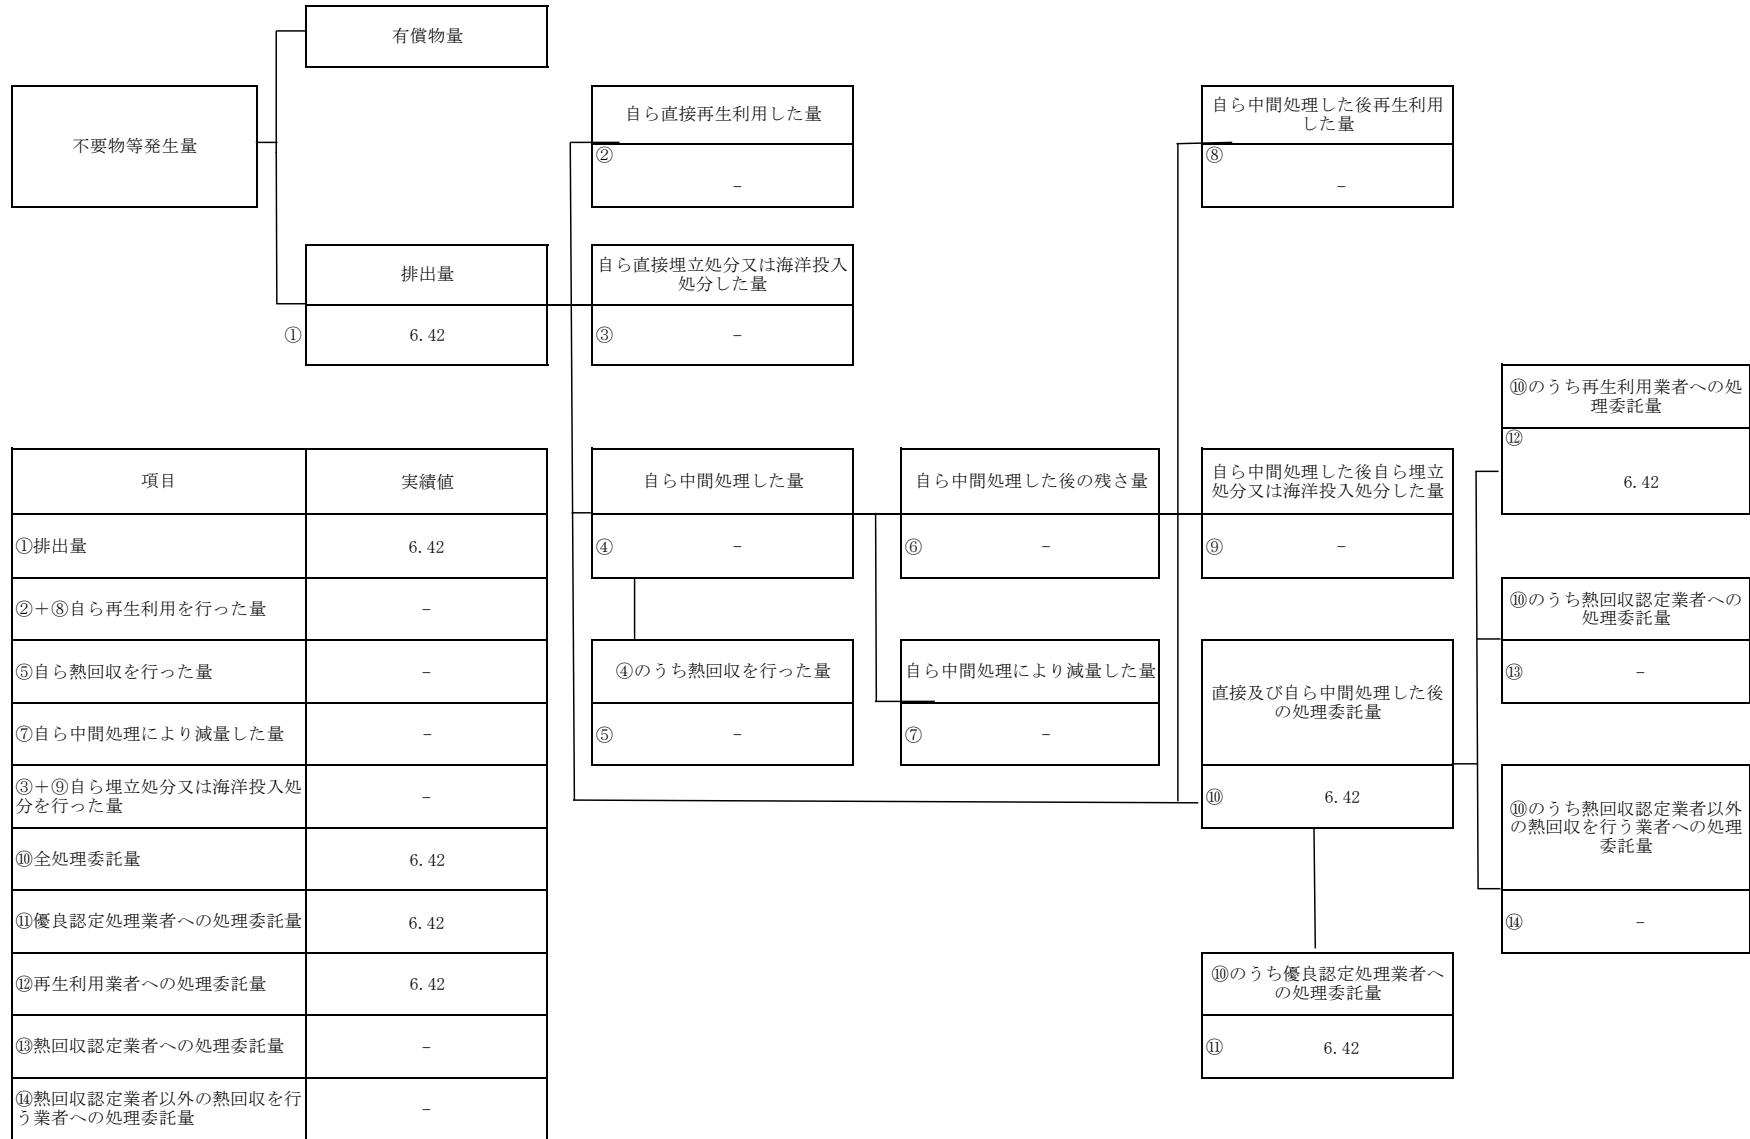 有償物量
不要物等発生量
自ら直接再生利用した量
②
－
自ら中間処理した後再生利用
した量
⑧
－
排出量
① 6.42
自ら直接埋立処分又は海洋投入
処分した量
③ －
⑩のうち再生利用業者への処
理委託量
⑫
6.42
項目 実績値
①排出量 6.42
②＋⑧自ら再生利用を行った量 －
⑤自ら熱回収を行った量 －
⑦自ら中間処理により減量した量 －
③＋⑨自ら埋立処分又は海洋投入処
分を行った量 －
⑩全処理委託量 6.42
⑪優良認定処理業者への処理委託量 6.42
⑫再生利用業者への処理委託量 6.42
⑬熱回収認定業者への処理委託量 －
⑭熱回収認定業者以外の熱回収を行
う業者への処理委託量 －
自ら中間処理した量
④ －
自ら中間処理した後の残さ量
⑥ －
自ら中間処理した後自ら埋立
処分又は海洋投入処分した量
⑨ －
④のうち熱回収を行った量
⑤ －
自ら中間処理により減量した量
⑦ －
直接及び自ら中間処理した後
の処理委託量
⑩ 6.42
⑩のうち熱回収認定業者への
処理委託量
⑬ －
⑩のうち熱回収認定業者以外
の熱回収を行う業者への処理
委託量
⑭ －
⑩のうち優良認定処理業者へ
の処理委託量
⑪ 6.42